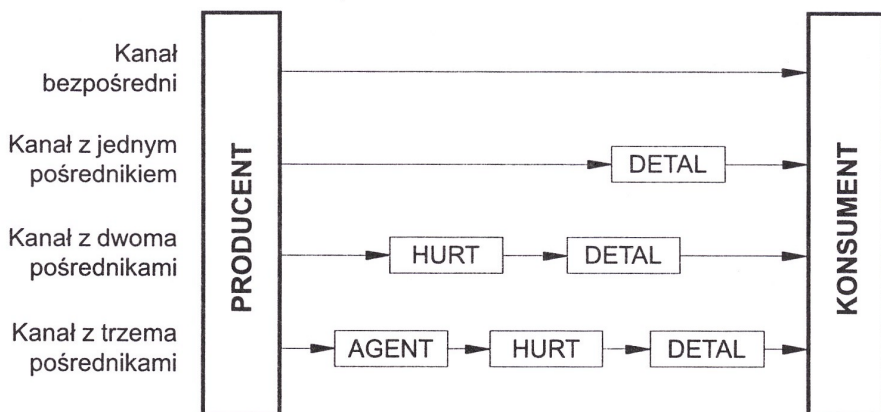 Kanał
bezpośredni
Kanał z jednym
pośrednikiem
DETAL
Kanał z dwoma
pośrednikami
HURT DETAL
Kanał z trzema
pośrednikami
AGENT HURT DETAL
PRODUCENT
KONSUMENT